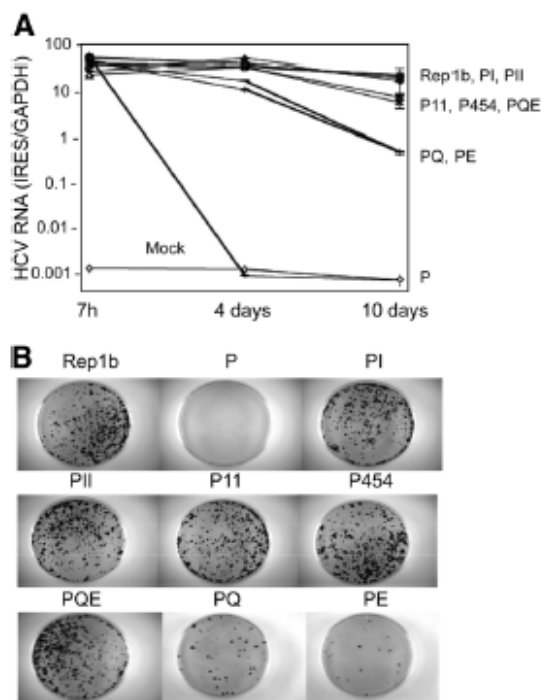 A
HCV RNA (IRES/GAPDH)
100
10
1
0.1
0.01
0.001
Mock
Rep1b, PI, PII
P11, P454, PQE
PQ, PE
P
7h
4 days
10 days
B
Rep1b P PI
PII P11 P454
PQE PQ PE